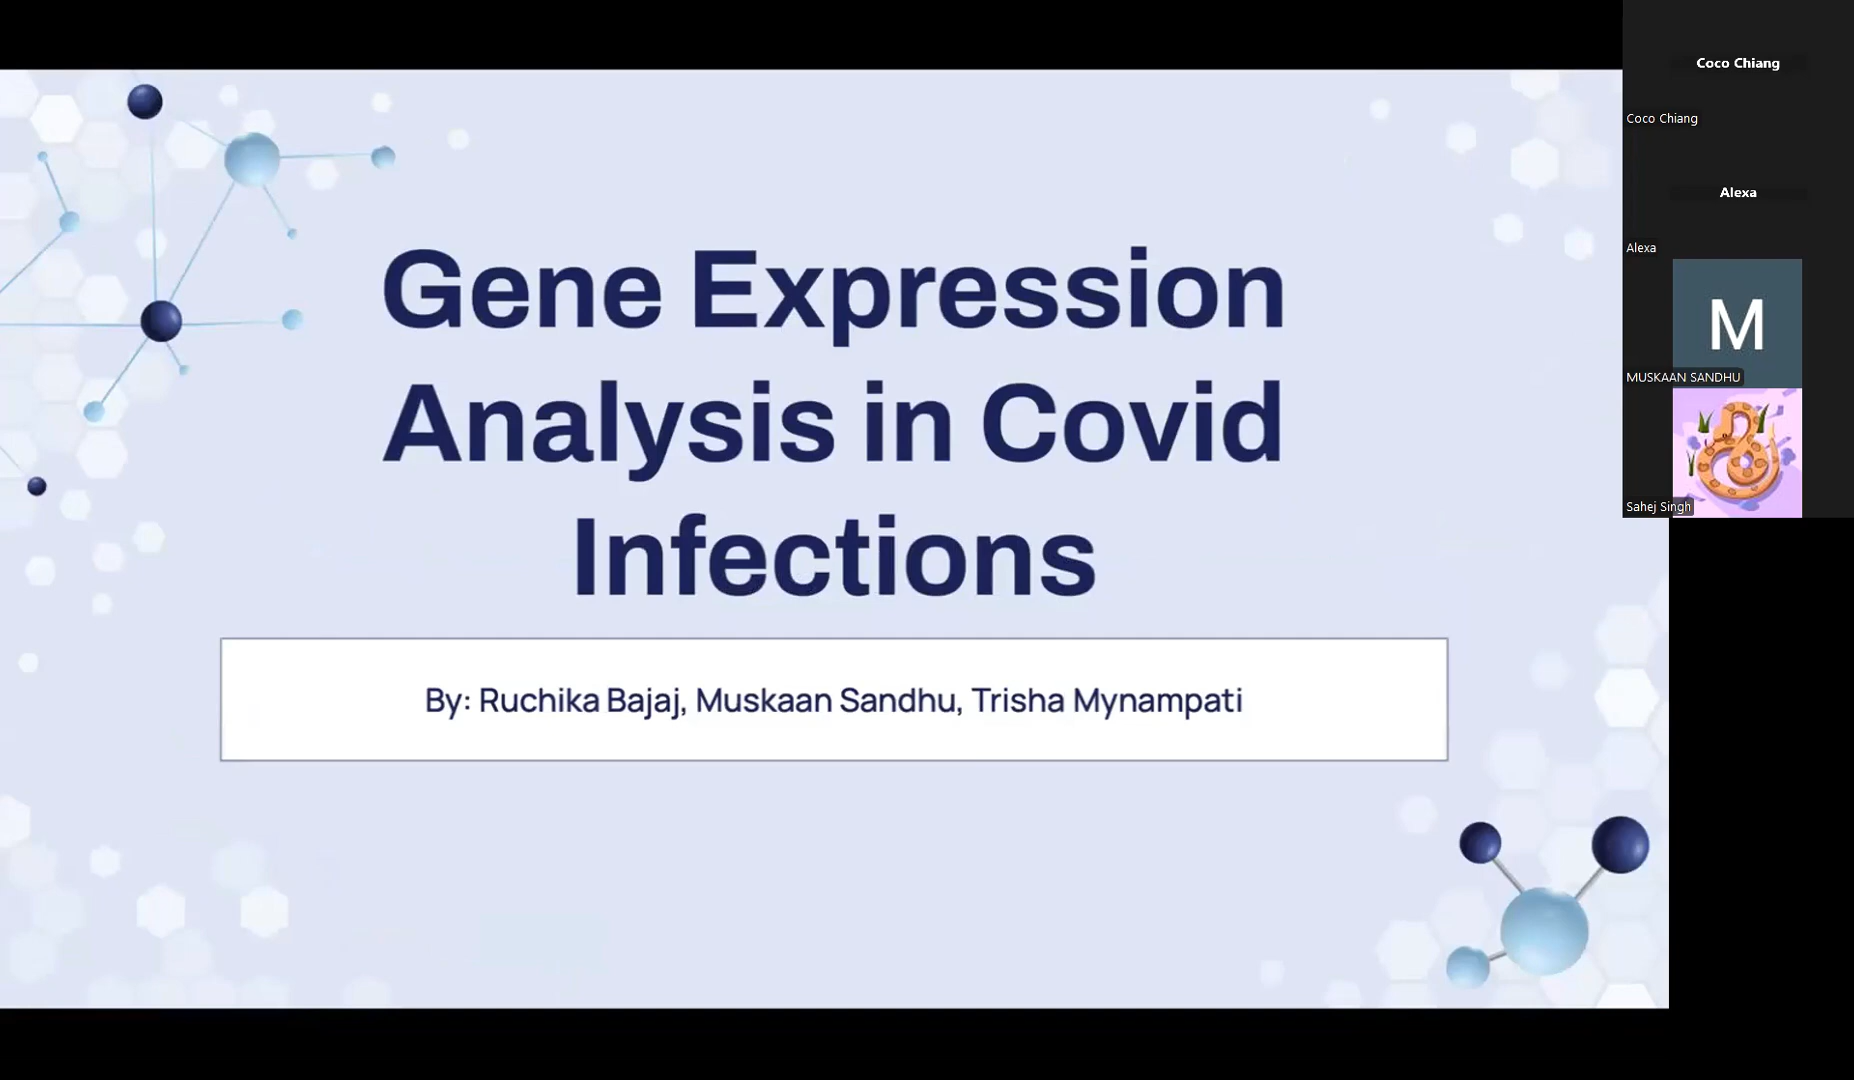 Gene Expression
Analysis in Covid
Infections
By: Ruchika Bajaj, Muskaan Sandhu, Trisha Mynampati
Coco Chiang
Coco Chiang
Alexa
Alexa
M
MUSKAAN SANDHU
Sahej Singh